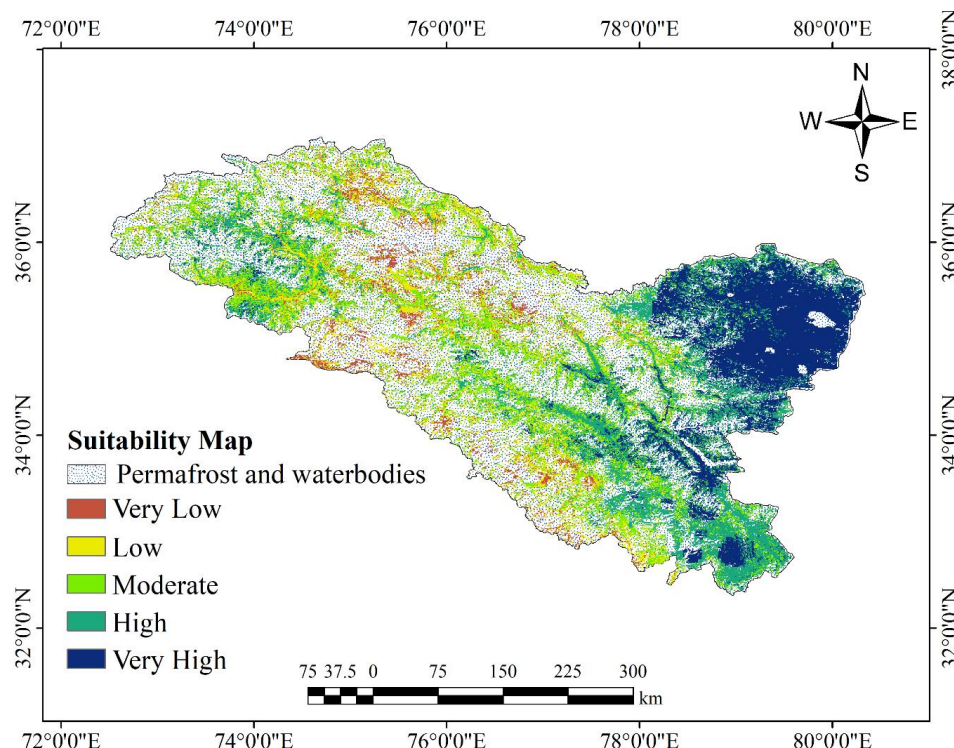 72°0'0"E 74°0'0"E 76°0'0"E 78°0'0"E 80°0'0"E
38°0'0"N
38°0'0"N
N
W E
S
36°0'0"N
36°0'0"N
34°0'0"N
34°0'0"N
Suitability Map
Permafrost and waterbodies
Very Low
Low
Moderate
High
Very High
32°0'0"N
32°0'0"N
75 37.5 0 75 150 225 300
km
72°0'0"E 74°0'0"E 76°0'0"E 78°0'0"E 80°0'0"E